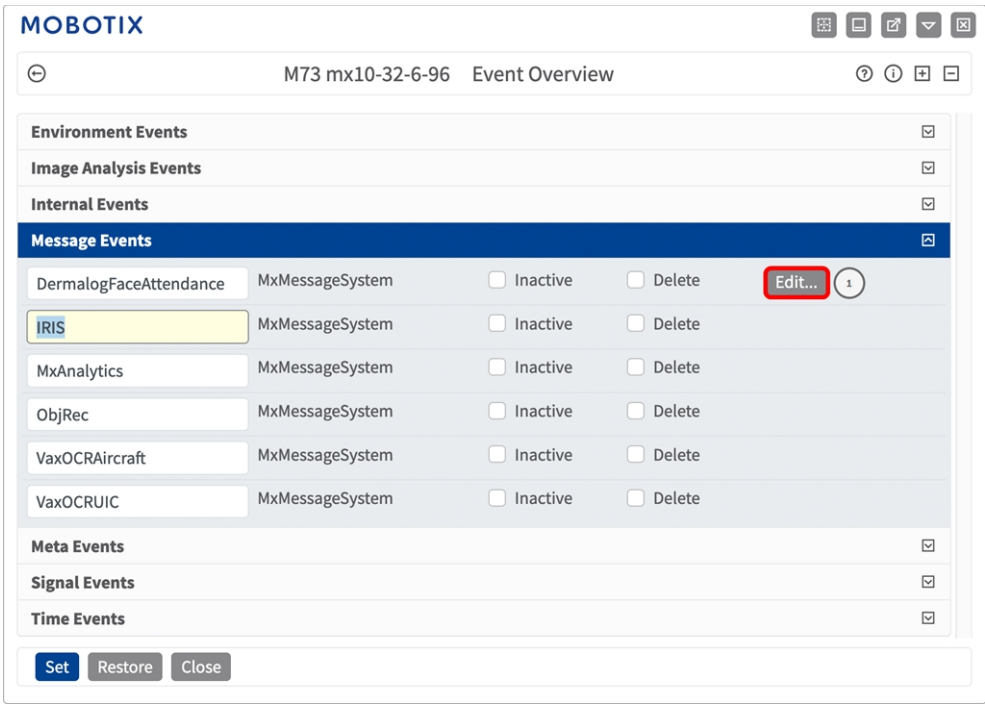 MOBOTIX
M73 mx10-32-6-96 Event Overview
Environment Events
Image Analysis Events
Internal Events
Message Events
DermalogFaceAttendance MxMessageSystem Inactive Delete Edit... 1
IRIS MxMessageSystem Inactive Delete
MxAnalytics MxMessageSystem Inactive Delete
ObjRec MxMessageSystem Inactive Delete
VaxOCRAircraft MxMessageSystem Inactive Delete
VaxOCRUIC MxMessageSystem Inactive Delete
Meta Events
Signal Events
Time Events
Set Restore Close